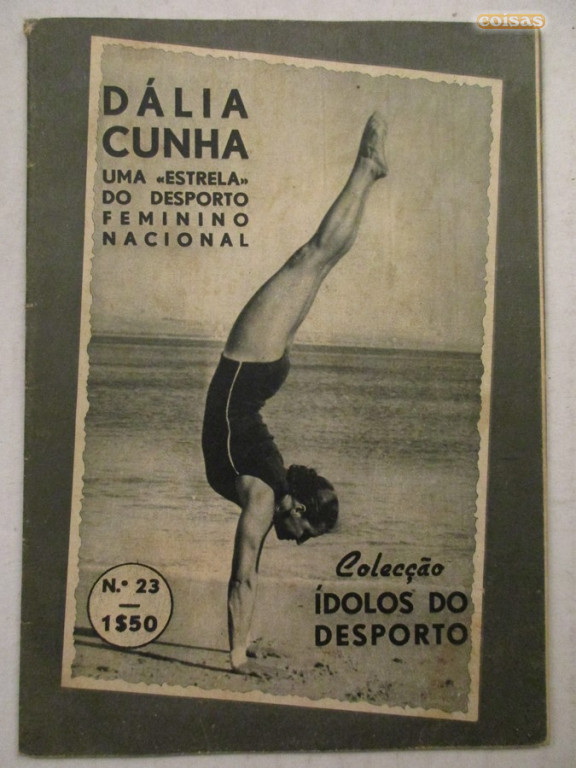 coisas
DÁLIA
CUNHA
UMA «ESTRELA»
DO DESPORTO
FEMININO
NACIONAL
N.º 23
1$50
Colecção
ÍDOLOS DO
DESPORTO